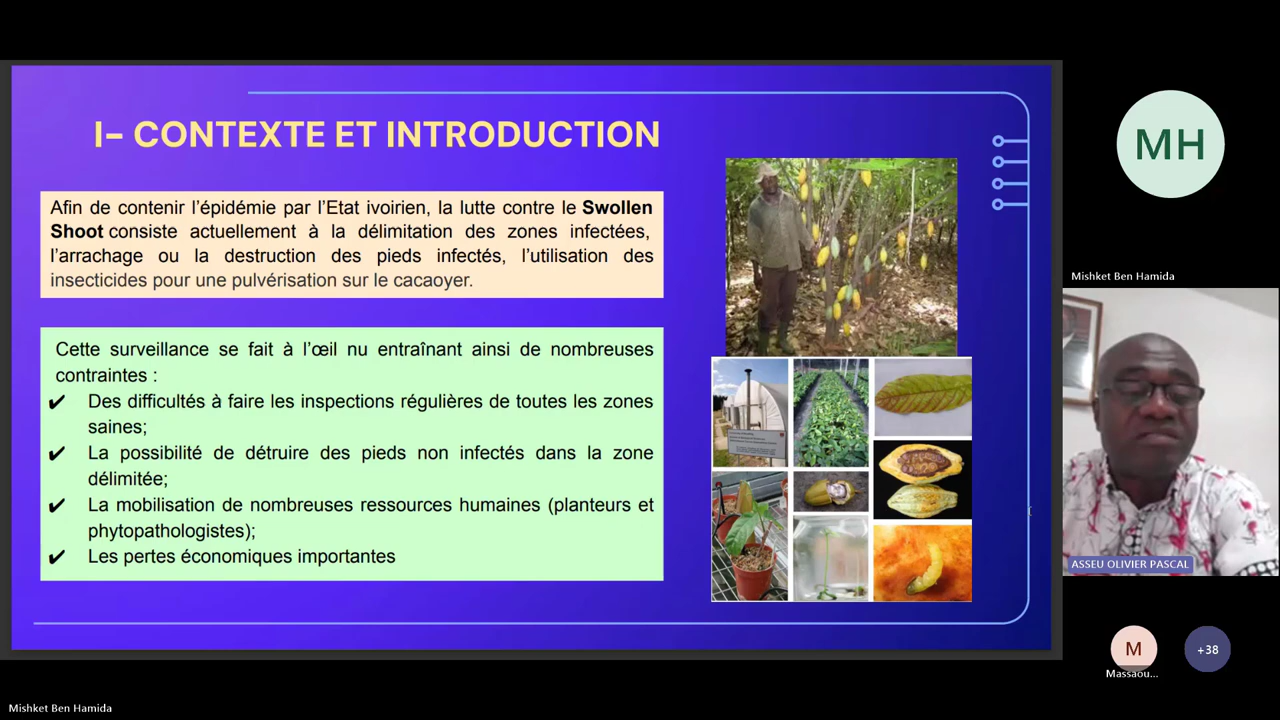 I– CONTEXTE ET INTRODUCTION
Afin de contenir l’épidémie par l’Etat ivoirien, la lutte contre le Swollen
Shoot consiste actuellement à la délimitation des zones infectées,
l’arrachage ou la destruction des pieds infectés, l’utilisation des
insecticides pour une pulvérisation sur le cacaoyer.
Cette surveillance se fait à l’œil nu entraînant ainsi de nombreuses
contraintes :
✔ Des difficultés à faire les inspections régulières de toutes les zones
saines;
✔ La possibilité de détruire des pieds non infectés dans la zone
délimitée;
✔ La mobilisation de nombreuses ressources humaines (planteurs et
phytopathologistes);
✔ Les pertes économiques importantes
MH
Mishket Ben Hamida
ASSEU OLIVIER PASCAL
M
Massaou...
+38
Mishket Ben Hamida